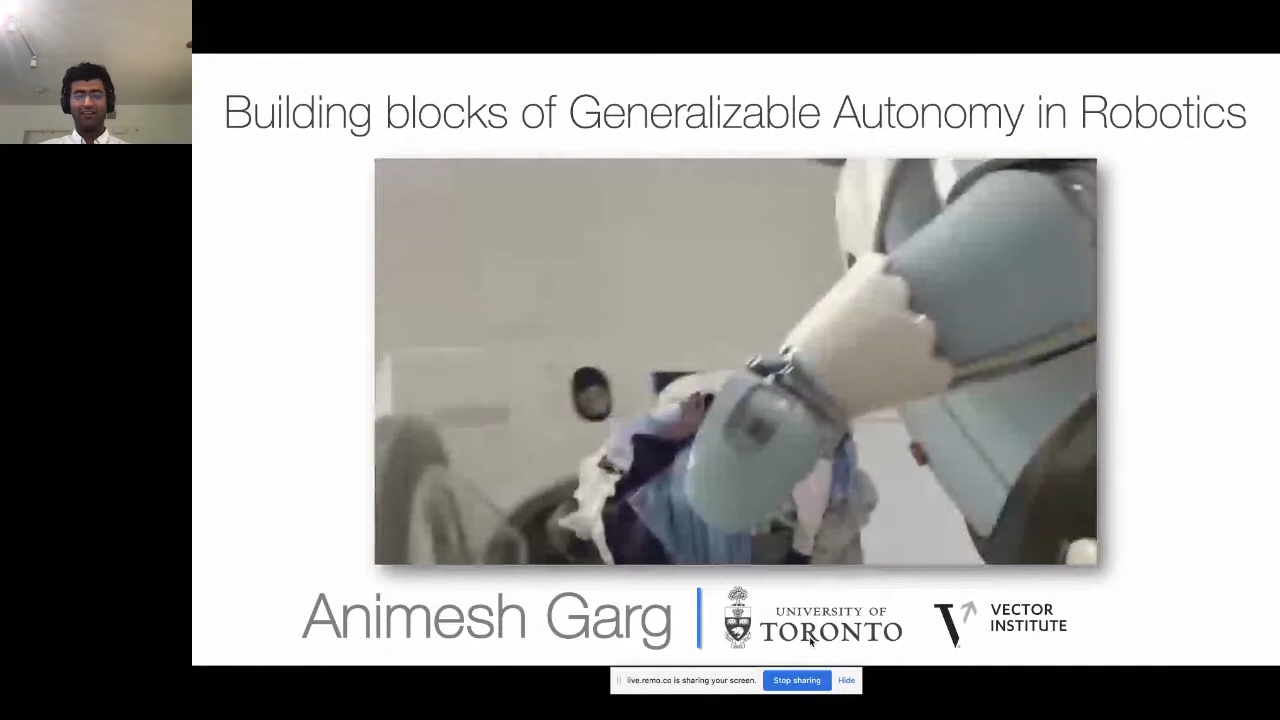 Building blocks of Generalizable Autonomy in Robotics
Animesh Garg
UNIVERSITY OF
TORONTO
VECTOR
INSTITUTE
live.remo.co is sharing your screen.
Stop sharing
Hide